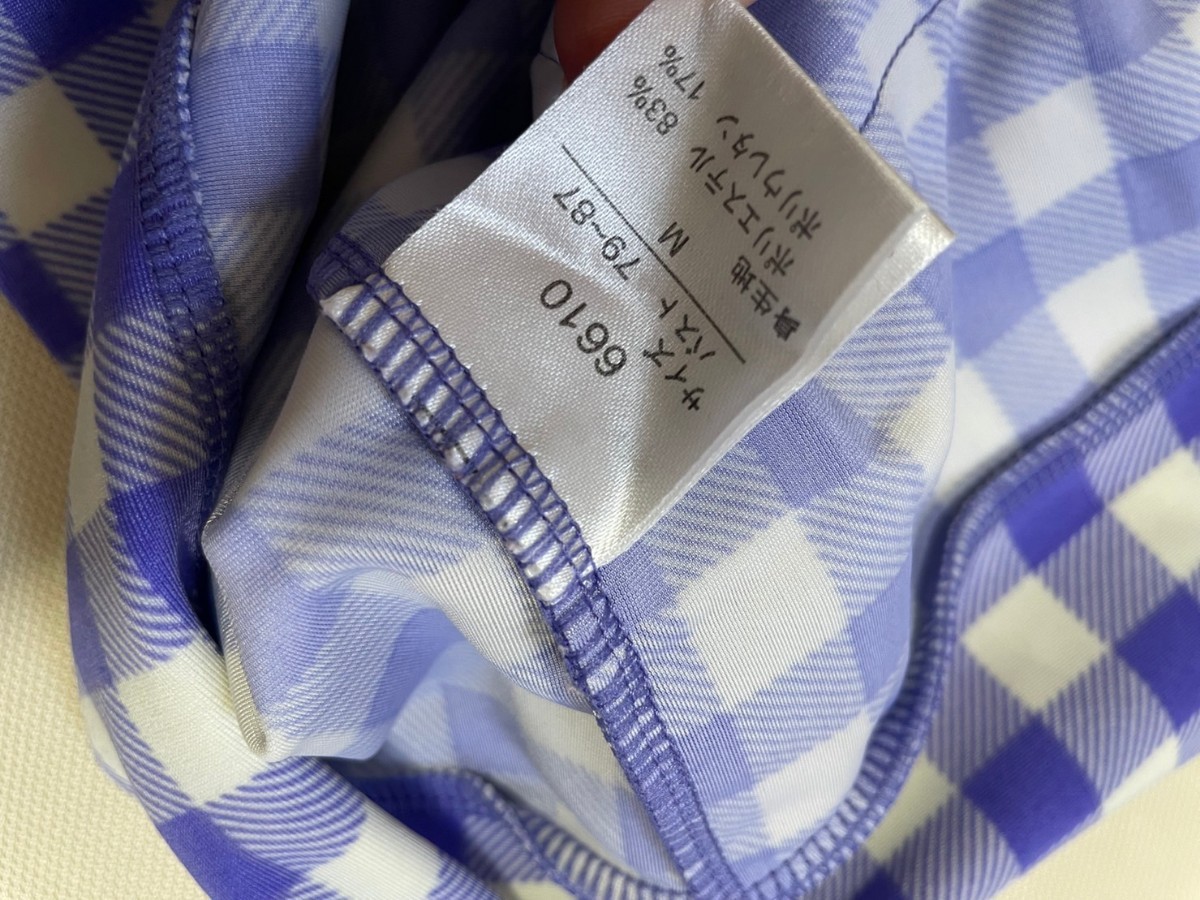 6610
サイズ M
バスト 79~87
身生地 ポリエステル 83%
ポリウレタン 17%